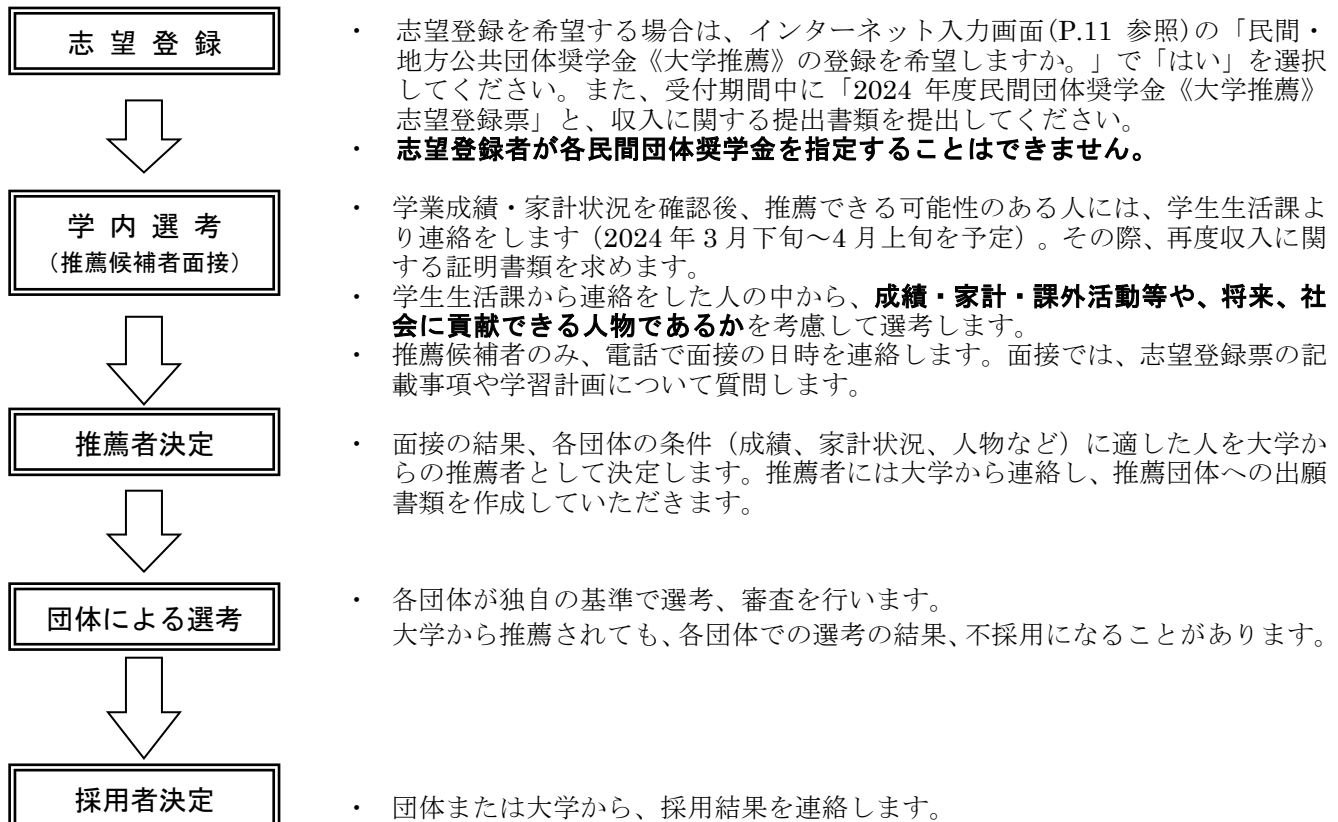 志 望 登 録
・ 志望登録を希望する場合は、インターネット入力画面(P.11 参照)の「民間・
地方公共団体奨学金《大学推薦》の登録を希望しますか。」で「はい」を選択
してください。また、受付期間中に「2024 年度民間団体奨学金《大学推薦》
志望登録票」と、収入に関する提出書類を提出してください。
・ 志望登録者が各民間団体奨学金を指定することはできません。
学 内 選 考
（推薦候補者面接）
・ 学業成績・家計状況を確認後、推薦できる可能性のある人には、学生生活課よ
り連絡をします（2024 年 3 月下旬～4 月上旬を予定）。その際、再度収入に関
する証明書類を求めます。
・ 学生生活課から連絡をした人の中から、成績・家計・課外活動等や、将来、社
会に貢献できる人物であるかを考慮して選考します。
・ 推薦候補者のみ、電話で面接の日時を連絡します。面接では、志望登録票の記
載事項や学習計画について質問します。
推薦者決定
・ 面接の結果、各団体の条件（成績、家計状況、人物など）に適した人を大学か
らの推薦者として決定します。推薦者には大学から連絡し、推薦団体への出願
書類を作成していただきます。
団体による選考
・ 各団体が独自の基準で選考、審査を行います。
大学から推薦されても、各団体での選考の結果、不採用になることがあります。
採用者決定
・ 団体または大学から、採用結果を連絡します。